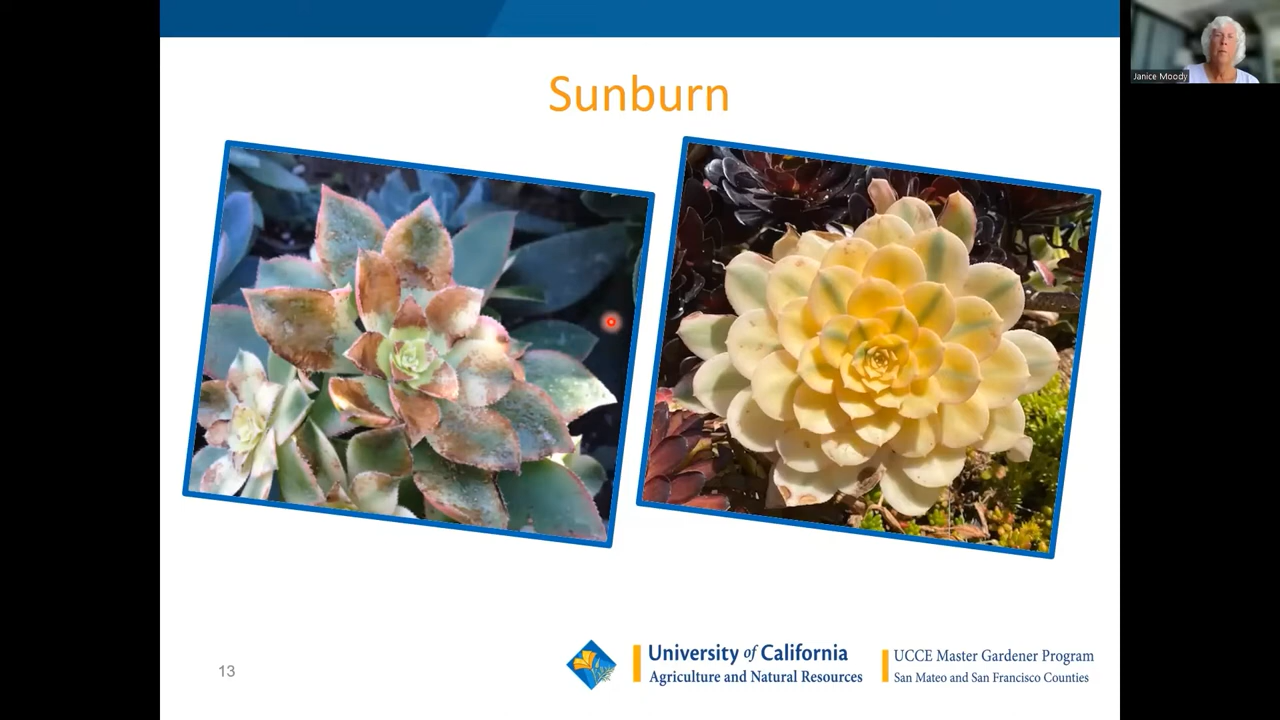 Janice Moody
Sunburn
13
University of California
Agriculture and Natural Resources
UCCE Master Gardener Program
San Mateo and San Francisco Counties